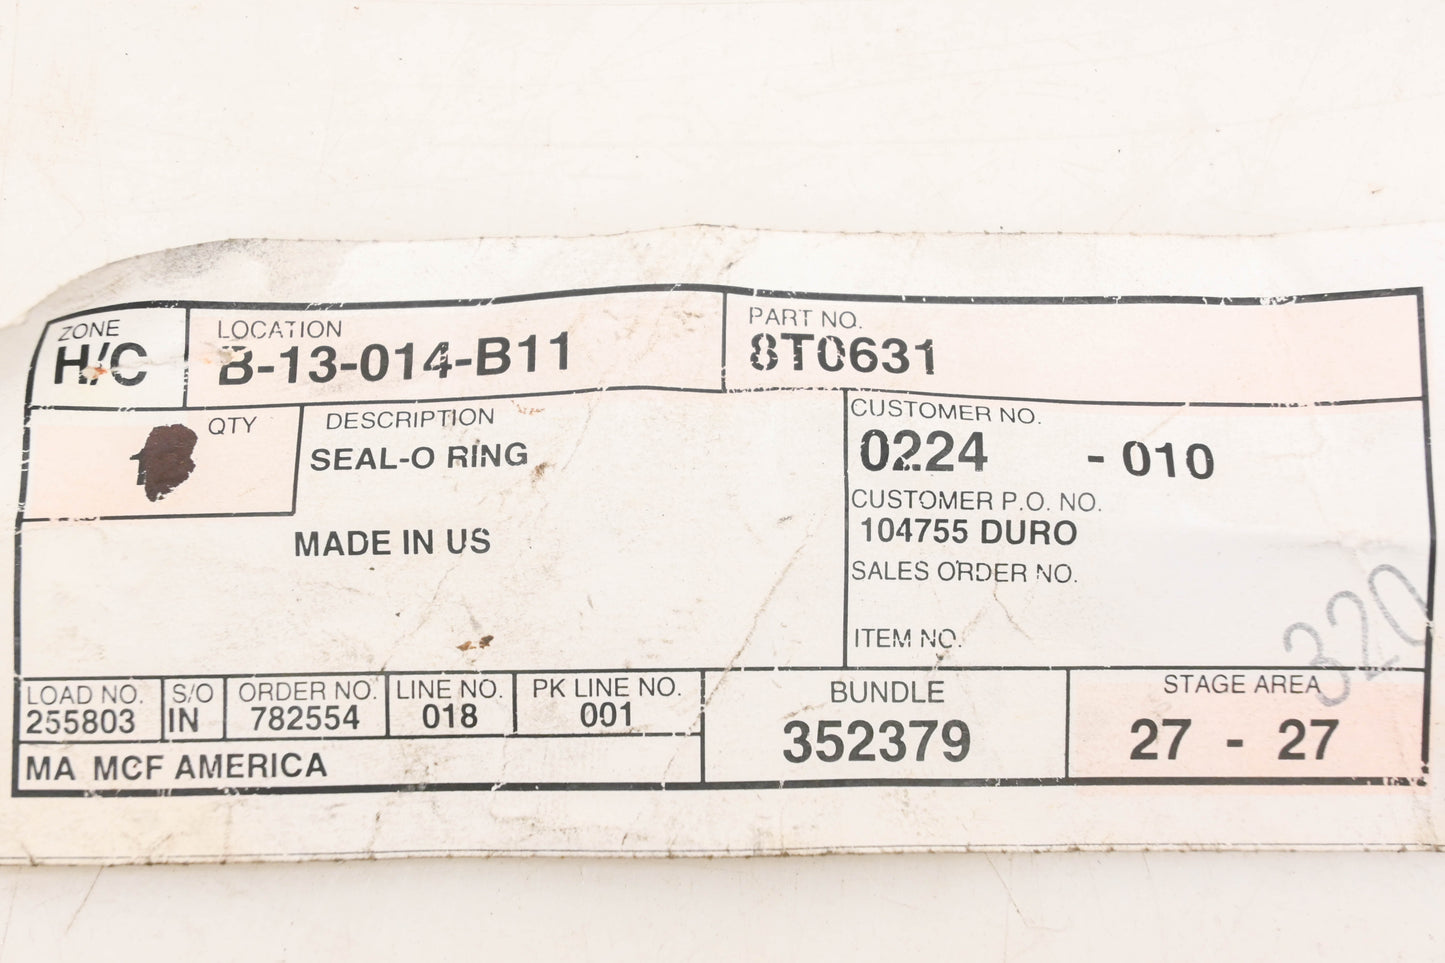 ZONE LOCATION PART NO.
H/C B-13-014-B11 8T0631
QTY DESCRIPTION CUSTOMER NO.
SEAL-O RING 0224 - 010
CUSTOMER P.O. NO.
MADE IN US 104755 DURO
SALES ORDER NO.
ITEM NO.
320
LOAD NO. S/O ORDER NO. LINE NO. PK LINE NO. BUNDLE STAGE AREA
255803 IN 782554 018 001 352379 27 - 27
MA MCF AMERICA